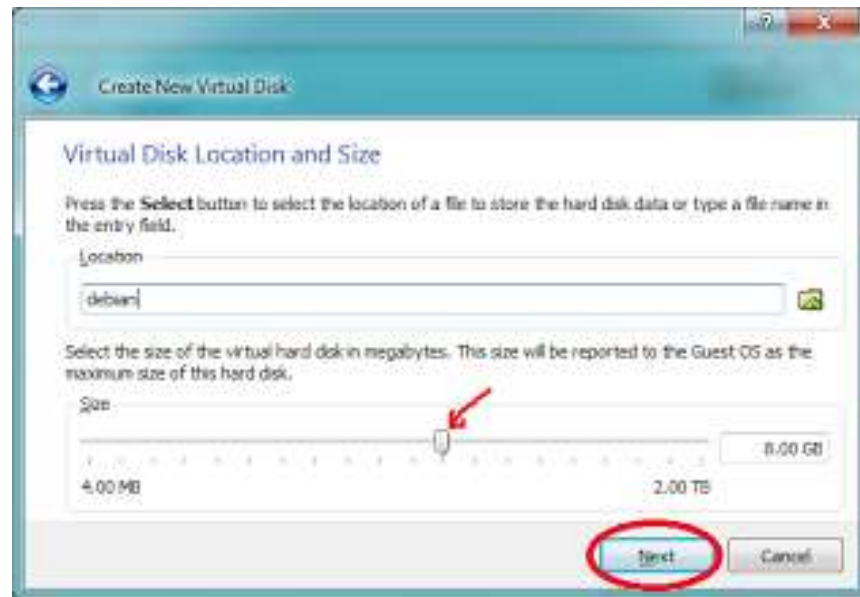 Create New Virtual Disk
Virtual Disk Location and Size
Press the Select button to select the location of a file to store the hard disk data or type a file name in
the entry field.
Location
debian
Select the size of the virtual hard disk in megabytes. This size will be reported to the Guest OS as the
maximum size of this hard disk.
Size
8.00 GB
4.00 MB 2.00 TB
Next Cancel